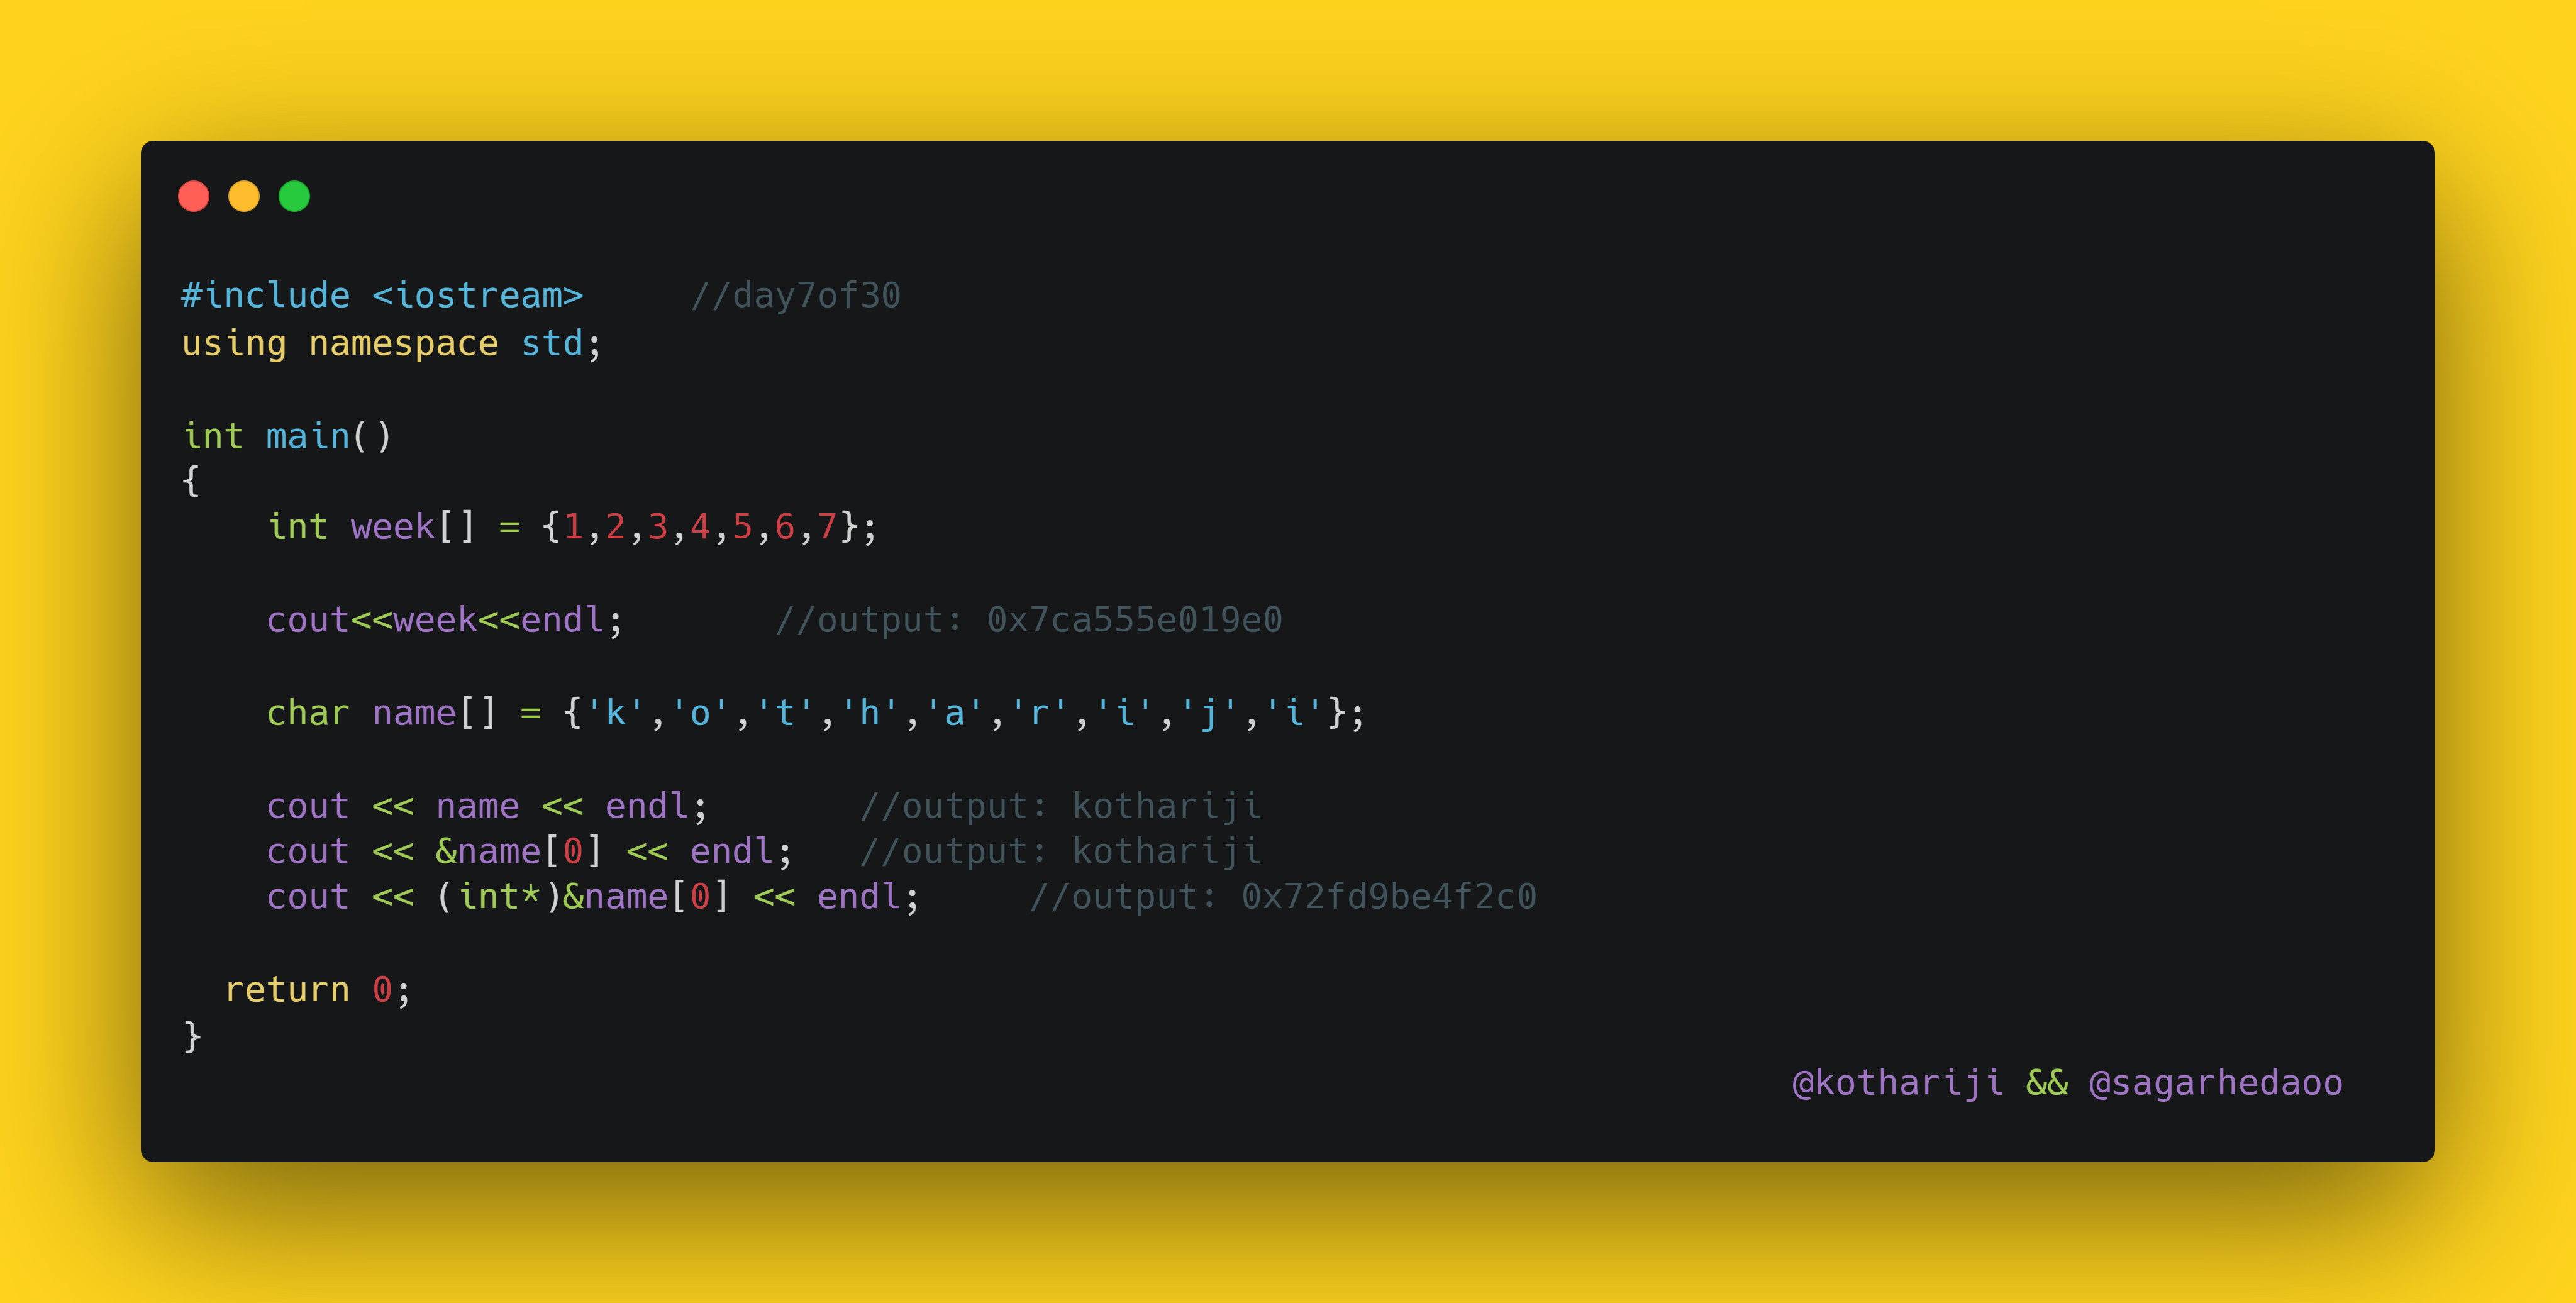 #include <iostream>     //day7of30
using namespace std;
int main()
{
    int week[] = {1,2,3,4,5,6,7};
    cout<<week<<endl;       //output: 0x7ca555e019e0
    char name[] = {'k','o','t','h','a','r','i','j','i'};
    cout << name << endl;       //output: kothariji
    cout << &name[0] << endl;   //output: kothariji
    cout << (int*)&name[0] << endl;     //output: 0x72fd9be4f2c0
  return 0;
}
@kothariji && @sagarhedaoo